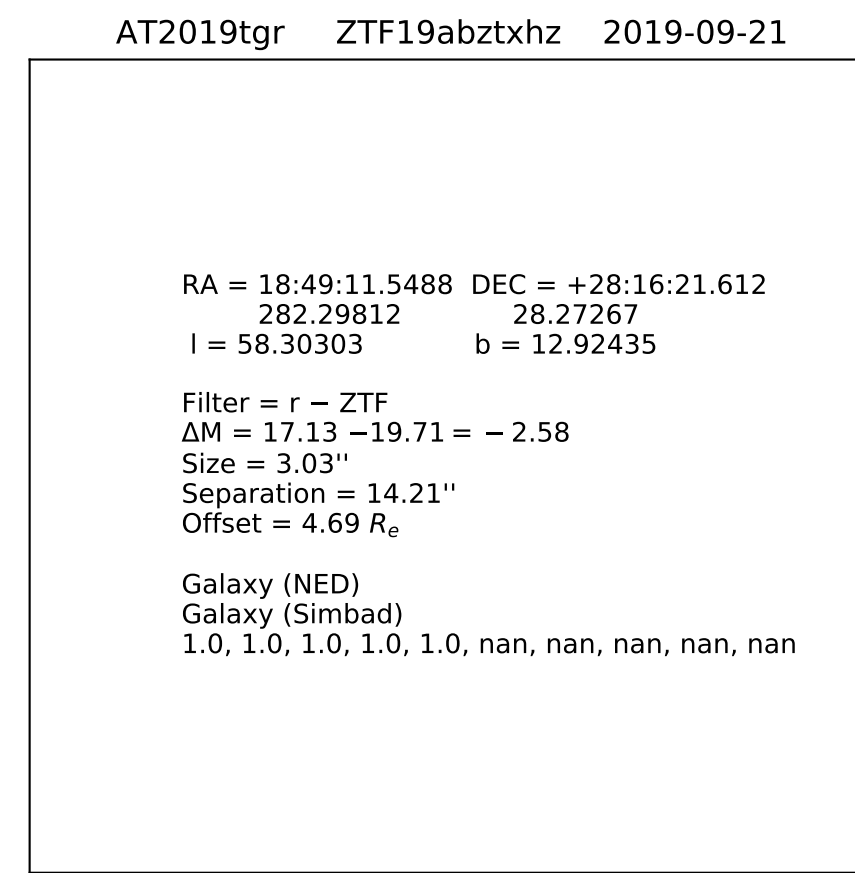 AT2019tgr ZTF19abztxhz 2019-09-21
RA = 18:49:11.5488 DEC = +28:16:21.612
282.29812 28.27267
l = 58.30303 b = 12.92435
Filter = r − ZTF
ΔM = 17.13 −19.71 = − 2.58
Size = 3.03''
Separation = 14.21''
Offset = 4.69 Rₑ
Galaxy (NED)
Galaxy (Simbad)
1.0, 1.0, 1.0, 1.0, 1.0, nan, nan, nan, nan, nan